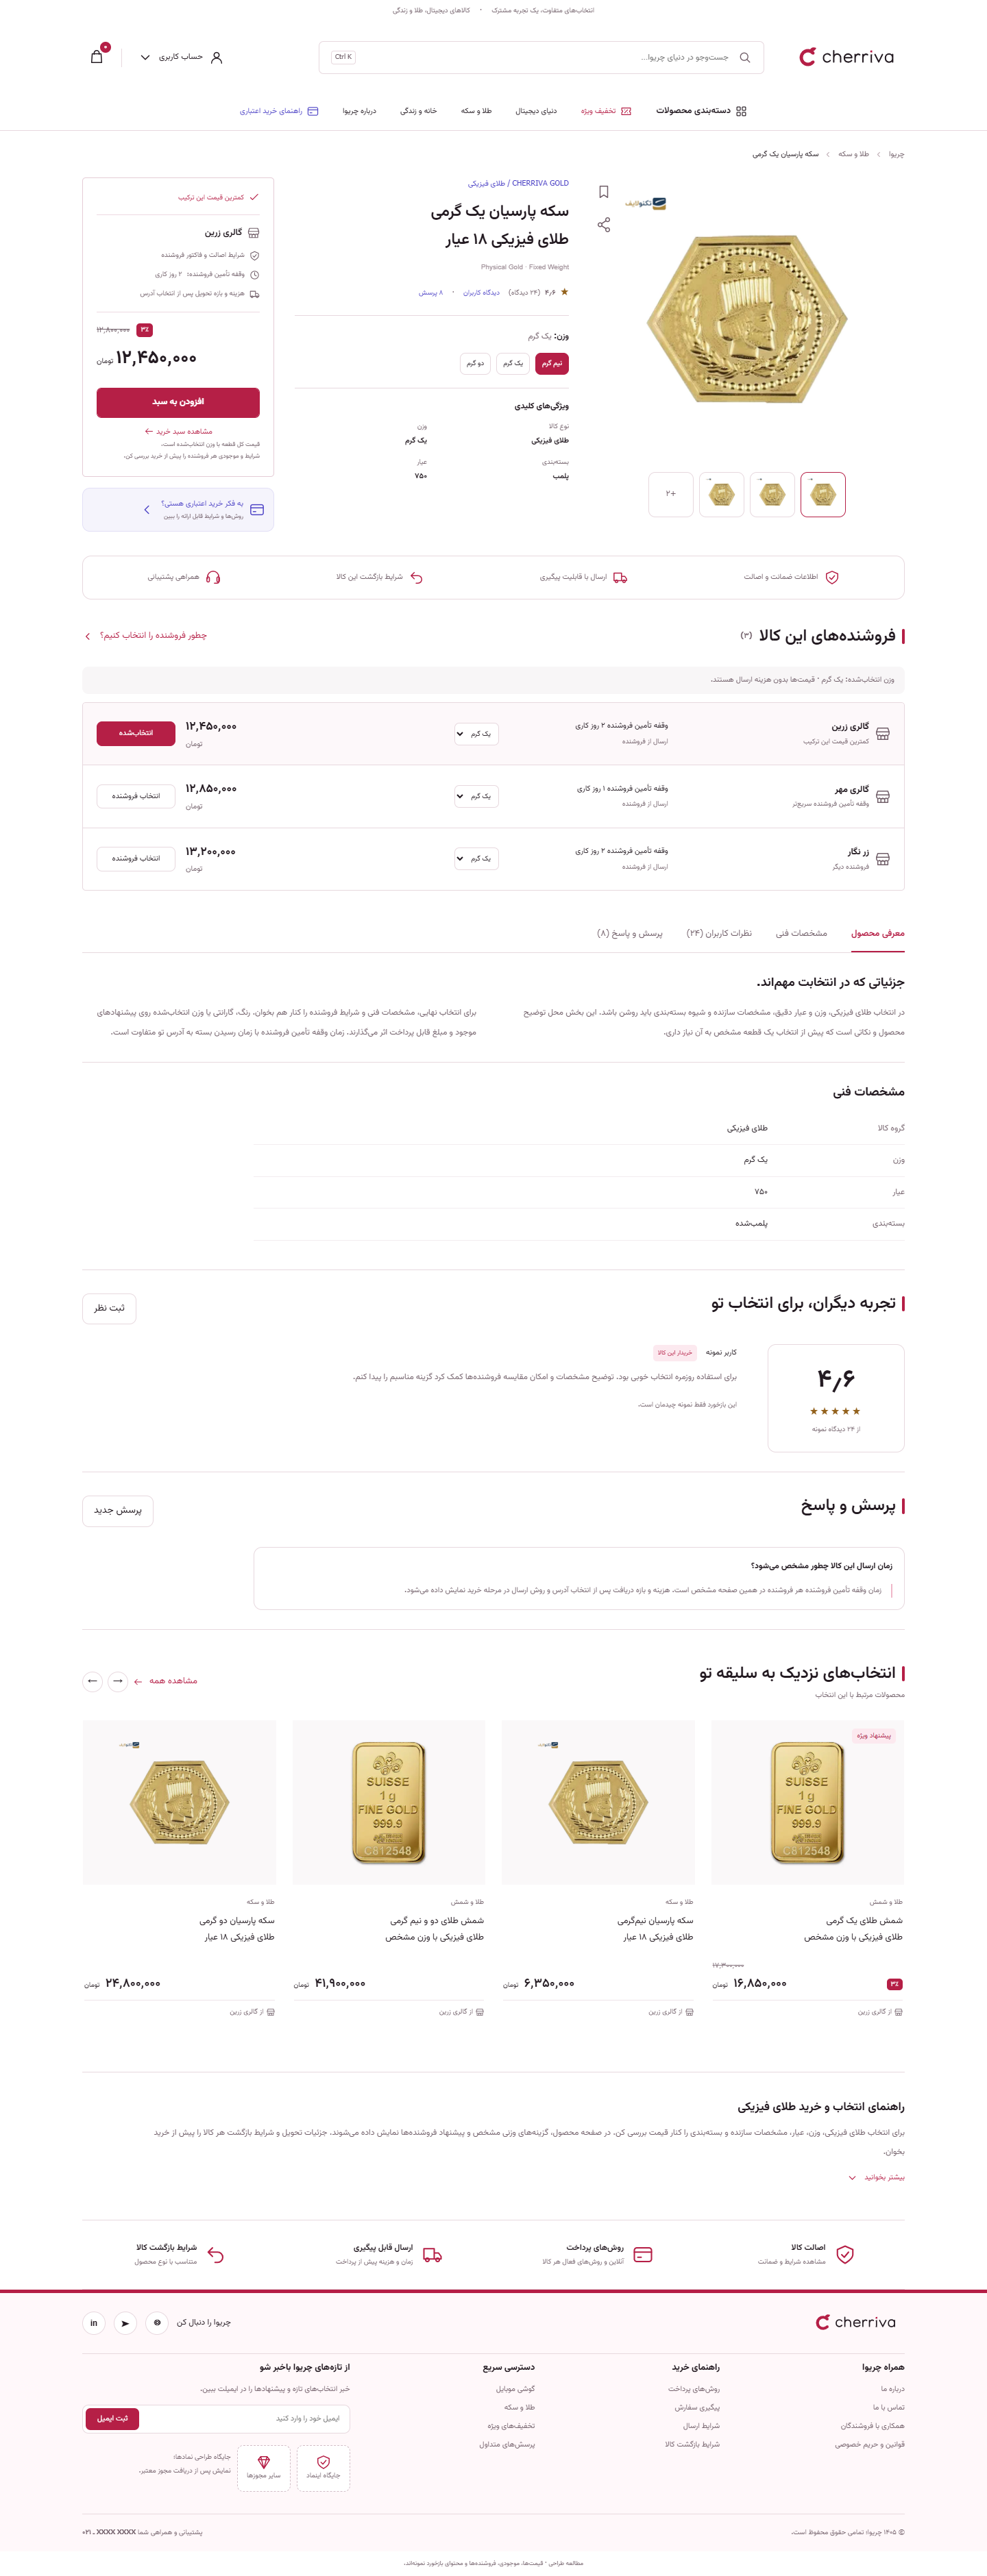 انتخاب‌های متفاوت، یک تجربه مشترک • کالاهای دیجیتال، طلا و زندگی
cherriva
جست‌وجو در دنیای چریوا...
Ctrl K
حساب کاربری
۰
دسته‌بندی محصولات
تخفیف ویژه
دنیای دیجیتال
طلا و سکه
خانه و زندگی
درباره چریوا
راهنمای خرید اعتباری
چریوا
طلا و سکه
سکه پارسیان یک گرمی
تکنولایف
+۲
CHERRIVA GOLD / طلای فیزیکی
سکه پارسیان یک گرمی
طلای فیزیکی ۱۸ عیار
Physical Gold · Fixed Weight
۴٫۶ (۲۴ دیدگاه) دیدگاه کاربران • ۸ پرسش
وزن: یک گرم
نیم گرم
یک گرم
دو گرم
ویژگی‌های کلیدی
نوع کالا
طلای فیزیکی
وزن
یک گرم
بسته‌بندی
پلمب
عیار
۷۵۰
کمترین قیمت این ترکیب
گالری زرین
شرایط اصالت و فاکتور فروشنده
وقفه تأمین فروشنده: ۲ روز کاری
هزینه و بازه تحویل پس از انتخاب آدرس
۳٪
۱۲,۸۰۰,۰۰۰
۱۲,۴۵۰,۰۰۰ تومان
افزودن به سبد
مشاهده سبد خرید
قیمت کل قطعه با وزن انتخاب‌شده است.
شرایط و موجودی هر فروشنده را پیش از خرید بررسی کن.
به فکر خرید اعتباری هستی؟
روش‌ها و شرایط قابل ارائه را ببین
اطلاعات ضمانت و اصالت
ارسال با قابلیت پیگیری
شرایط بازگشت این کالا
همراهی پشتیبانی
فروشنده‌های این کالا (۳)
چطور فروشنده را انتخاب کنیم؟
وزن انتخاب‌شده: یک گرم • قیمت‌ها بدون هزینه ارسال هستند.
گالری زرین
کمترین قیمت این ترکیب
وقفه تأمین فروشنده ۲ روز کاری
ارسال از فروشنده
یک گرم
۱۲,۴۵۰,۰۰۰
تومان
انتخاب‌شده
گالری مهر
وقفه تأمین فروشنده سریع‌تر
وقفه تأمین فروشنده ۱ روز کاری
ارسال از فروشنده
یک گرم
۱۲,۸۵۰,۰۰۰
تومان
انتخاب فروشنده
زر نگار
فروشنده دیگر
وقفه تأمین فروشنده ۲ روز کاری
ارسال از فروشنده
یک گرم
۱۳,۲۰۰,۰۰۰
تومان
انتخاب فروشنده
معرفی محصول
مشخصات فنی
نظرات کاربران (۲۴)
پرسش و پاسخ (۸)
جزئیاتی که در انتخابت مهم‌اند.
در انتخاب طلای فیزیکی، وزن و عیار دقیق، مشخصات سازنده و شیوه بسته‌بندی باید روشن باشد. این بخش محل توضیح
محصول و نکاتی است که پیش از انتخاب یک قطعه مشخص به آن نیاز داری.
برای انتخاب نهایی، مشخصات فنی و شرایط فروشنده را کنار هم بخوان. رنگ، گارانتی یا وزن انتخاب‌شده روی پیشنهادهای
موجود و مبلغ قابل پرداخت اثر می‌گذارند. زمان وقفه تأمین فروشنده با زمان رسیدن بسته به آدرس تو متفاوت است.
مشخصات فنی
گروه کالا
طلای فیزیکی
وزن
یک گرم
عیار
۷۵۰
بسته‌بندی
پلمب‌شده
تجربه دیگران، برای انتخاب تو
ثبت نظر
۴٫۶
★★★★★
از ۲۴ دیدگاه نمونه
کاربر نمونه
خریدار این کالا
برای استفاده روزمره انتخاب خوبی بود. توضیح مشخصات و امکان مقایسه فروشنده‌ها کمک کرد گزینه مناسبم را پیدا کنم.
این بازخورد فقط نمونه چیدمان است.
پرسش و پاسخ
پرسش جدید
زمان ارسال این کالا چطور مشخص می‌شود؟
زمان وقفه تأمین فروشنده هر فروشنده در همین صفحه مشخص است. هزینه و بازه دریافت پس از انتخاب آدرس و روش ارسال در مرحله خرید نمایش داده می‌شود.
انتخاب‌های نزدیک به سلیقه تو
محصولات مرتبط با این انتخاب
مشاهده همه
پیشنهاد ویژه
SUISSE
1 g
FINE GOLD
999.9
C812548
طلا و شمش
شمش طلای یک گرمی
طلای فیزیکی با وزن مشخص
۱۷,۳۰۰,۰۰۰
۳٪
۱۶,۸۵۰,۰۰۰ تومان
از گالری زرین
طلا و سکه
سکه پارسیان نیم‌گرمی
طلای فیزیکی ۱۸ عیار
۶,۳۵۰,۰۰۰ تومان
از گالری زرین
SUISSE
1 g
FINE GOLD
999.9
C812548
طلا و شمش
شمش طلای دو و نیم گرمی
طلای فیزیکی با وزن مشخص
۴۱,۹۰۰,۰۰۰ تومان
از گالری زرین
طلا و سکه
سکه پارسیان دو گرمی
طلای فیزیکی ۱۸ عیار
۲۴,۸۰۰,۰۰۰ تومان
از گالری زرین
راهنمای انتخاب و خرید طلای فیزیکی
برای انتخاب طلای فیزیکی، وزن، عیار، مشخصات سازنده و بسته‌بندی را کنار قیمت بررسی کن. در صفحه محصول، گزینه‌های وزنی مشخص و پیشنهاد فروشنده‌ها نمایش داده می‌شوند. جزئیات تحویل و شرایط بازگشت هر کالا را پیش از خرید
بخوان.
بیشتر بخوانید
اصالت کالا
مشاهده شرایط و ضمانت
روش‌های پرداخت
آنلاین و روش‌های فعال هر کالا
ارسال قابل پیگیری
زمان و هزینه پیش از پرداخت
شرایط بازگشت کالا
متناسب با نوع محصول
cherriva
چریوا را دنبال کن
in
همراه چریوا
درباره ما
تماس با ما
همکاری با فروشندگان
قوانین و حریم خصوصی
راهنمای خرید
روش‌های پرداخت
پیگیری سفارش
شرایط ارسال
شرایط بازگشت کالا
دسترسی سریع
گوشی موبایل
طلا و سکه
تخفیف‌های ویژه
پرسش‌های متداول
از تازه‌های چریوا باخبر شو
خبر انتخاب‌های تازه و پیشنهادها را در ایمیلت ببین.
ایمیل خود را وارد کنید
ثبت ایمیل
جایگاه اینماد
سایر مجوزها
جایگاه طراحی نمادها؛
نمایش پس از دریافت مجوز معتبر.
© ۱۴۰۵ چریوا؛ تمامی حقوق محفوظ است.
پشتیبانی و همراهی شما ۰۲۱ ـ XXXX XXXX
مطالعه طراحی • قیمت‌ها، موجودی، فروشنده‌ها و محتوای بازخورد نمونه‌اند.